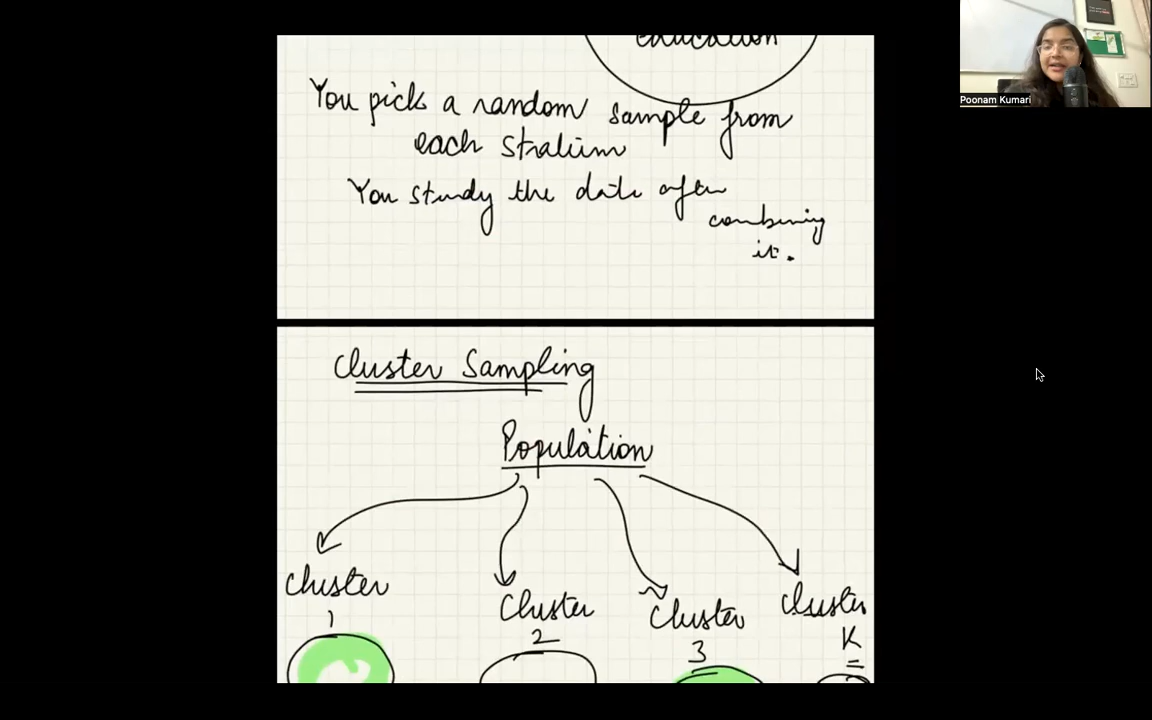 education
You pick a random sample from
each stratum
You study the data after
combining
it.
Cluster Sampling
Population
Cluster
1
Cluster
2
Cluster
3
Cluster
K
Poonam Kumari